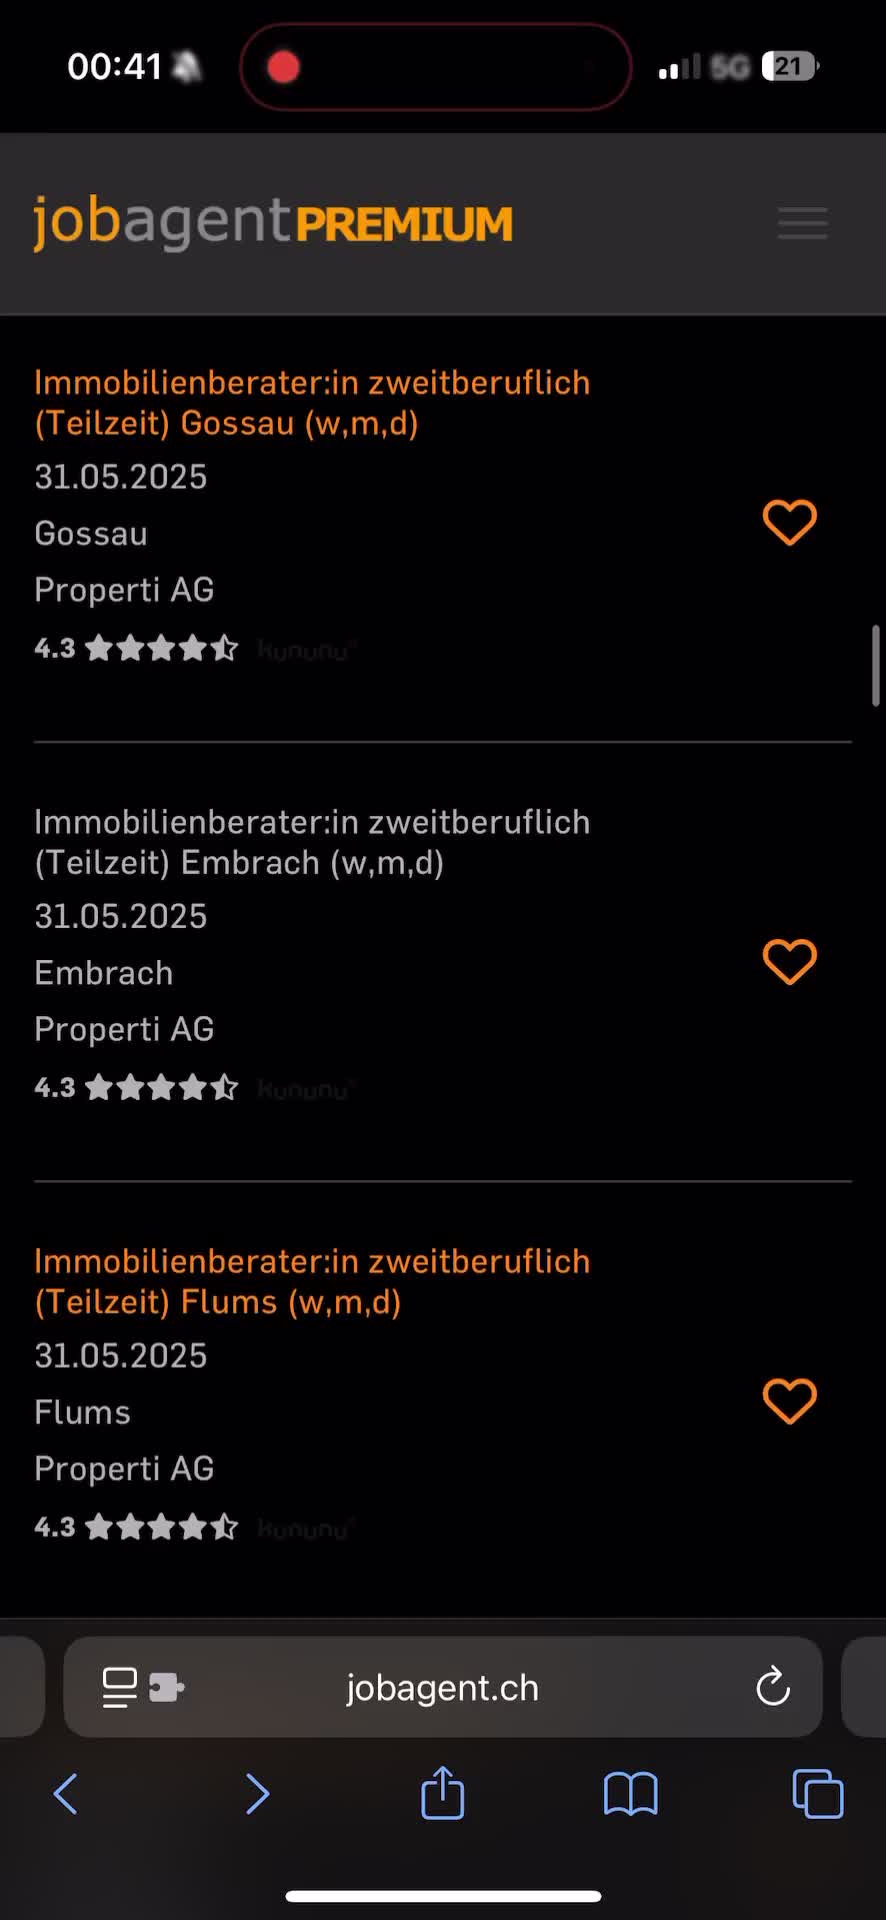 00:41
5G
21
jobagentPREMIUM
Immobilienberater:in zweitberuflich
(Teilzeit) Gossau (w,m,d)
31.05.2025
Gossau
Properti AG
4.3
kununu
Immobilienberater:in zweitberuflich
(Teilzeit) Embrach (w,m,d)
31.05.2025
Embrach
Properti AG
4.3
kununu
Immobilienberater:in zweitberuflich
(Teilzeit) Flums (w,m,d)
31.05.2025
Flums
Properti AG
4.3
kununu
jobagent.ch